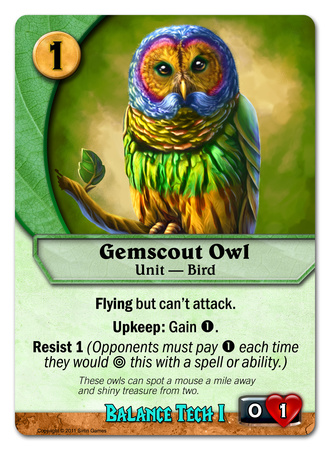 1
Gemscout Owl
Unit — Bird
Flying but can't attack.
Upkeep: Gain ❶.
Resist 1 (Opponents must pay ❶ each time
they would ◎ this with a spell or ability.)
These owls can spot a mouse a mile away
and shiny treasure from two.
Balance Tech I
0 1
Copyright © 2011 Sirlin Games